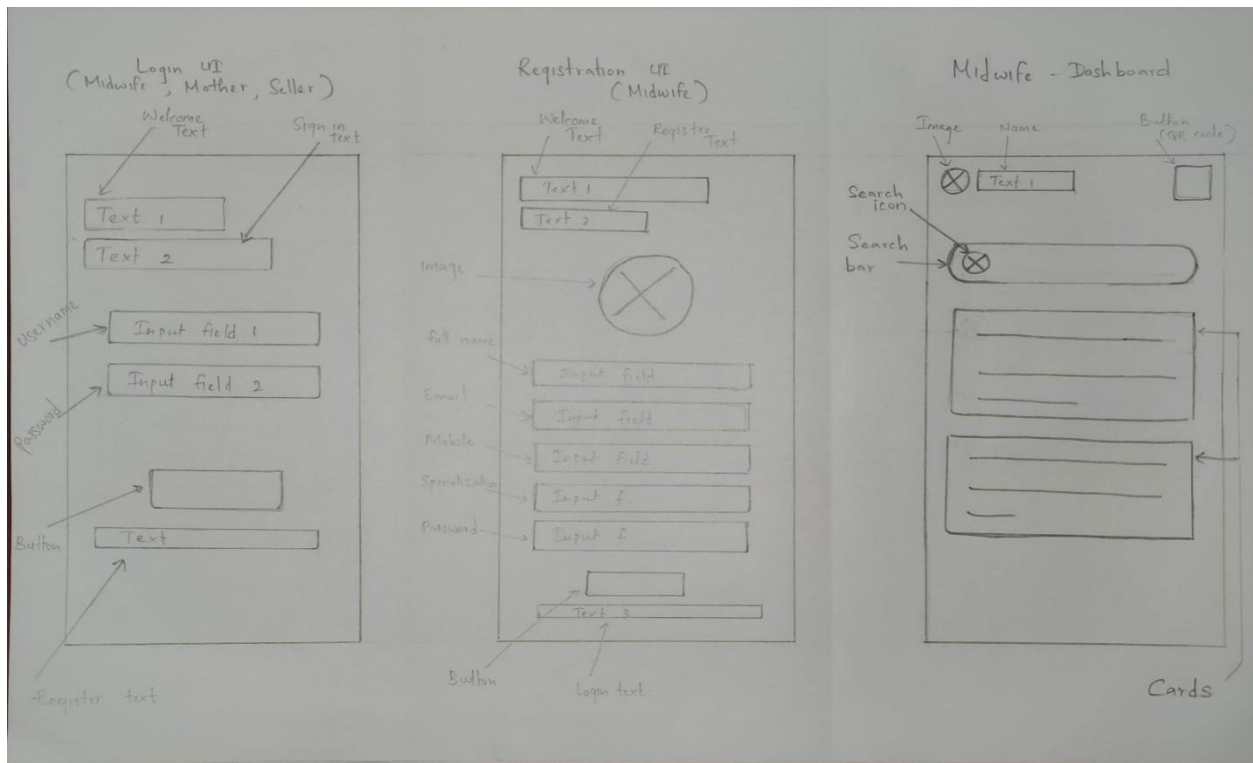 Login UI
(Midwife, Mother, Seller)
Welcome
Text
Sign in
text
Text 1
Text 2
Username
Input field 1
Password
Input field 2
Button
Text
Register text
Registration UI
(Midwife)
Welcome
Text
Register
Text
Text 1
Text 2
Image
full name
Input field
Email
Input field
Mobile
Input field
Specialization
Input f.
Password
Input f
Text 3
Button
Login text
Midwife - Dashboard
Image
Name
Button
(QR code)
Text 1
Search
icon
Search
bar
Cards